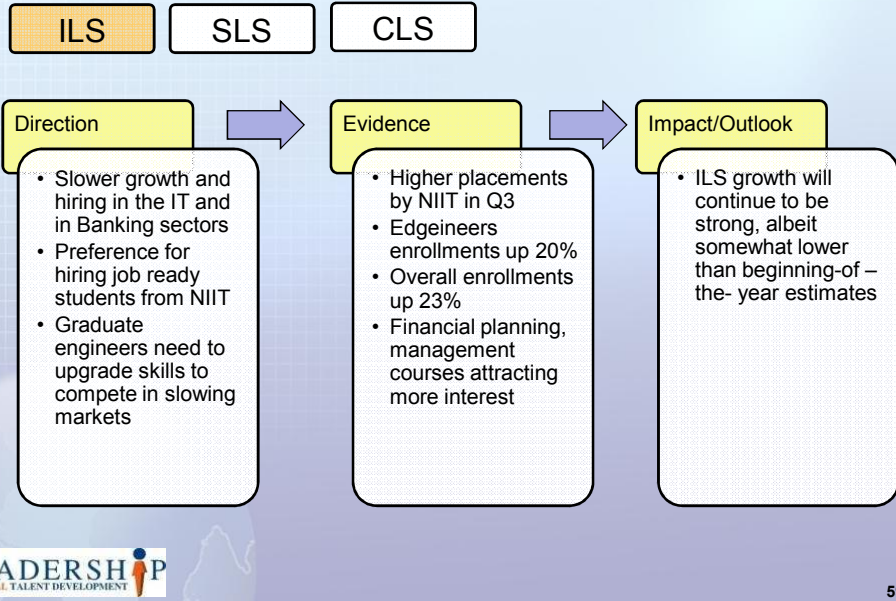 ILS
SLS
CLS
Direction
• Slower growth and
hiring in the IT and
in Banking sectors
• Preference for
hiring job ready
students from NIIT
• Graduate
engineers need to
upgrade skills to
compete in slowing
markets
Evidence
• Higher placements
by NIIT in Q3
• Edgeineers
enrollments up 20%
• Overall enrollments
up 23%
• Financial planning,
management
courses attracting
more interest
Impact/Outlook
• ILS growth will
continue to be
strong, albeit
somewhat lower
than beginning-of –
the- year estimates
ADERSHIP
AL TALENT DEVELOPMENT
5